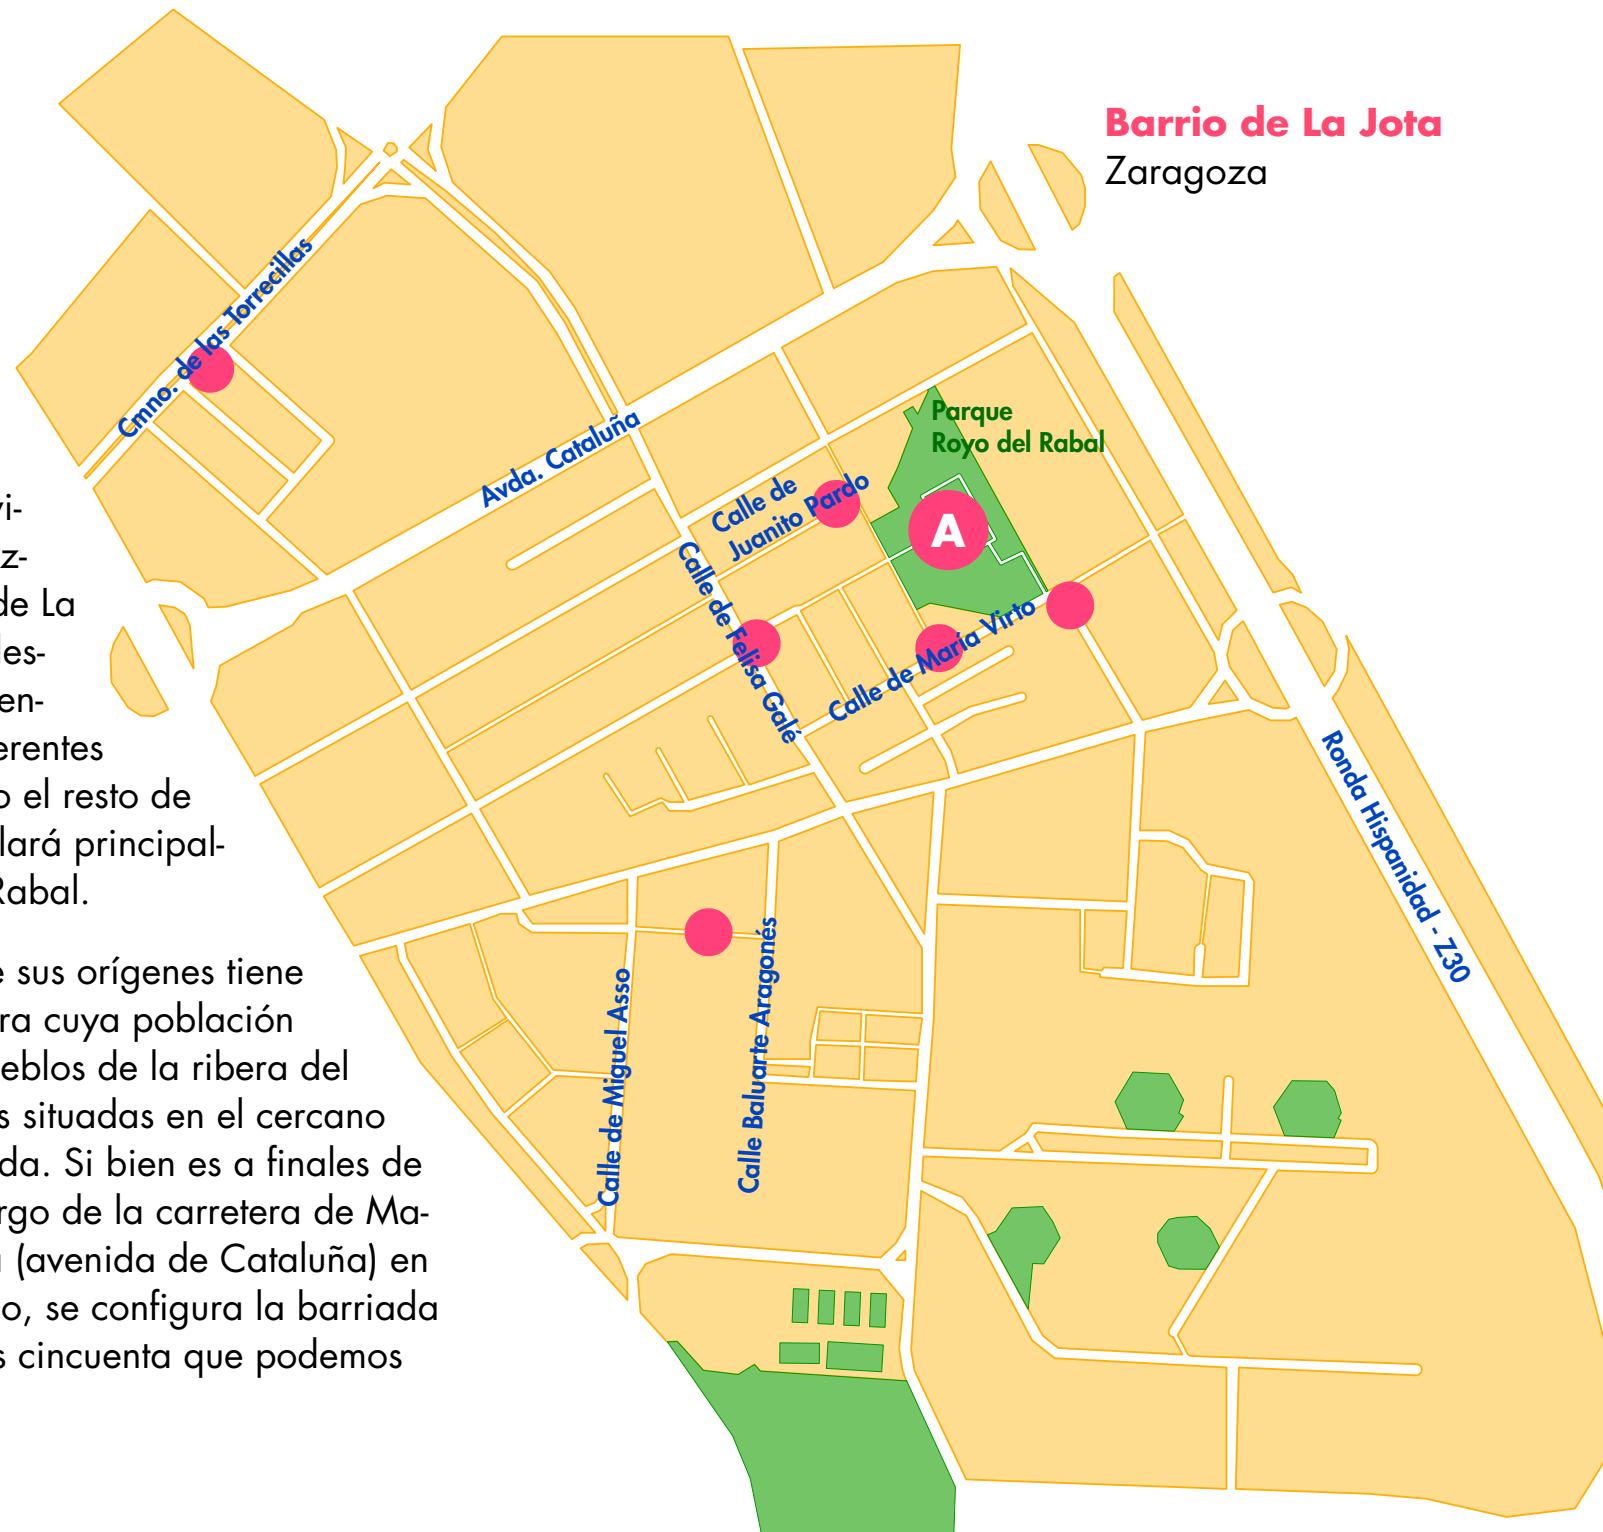 Barrio de La Jota
Zaragoza
Cmno. de las Torrecillas
Avda. Cataluña
Parque
Royo del Rabal
Calle de
Juanito Pardo
A
Calle de Felisa Galé
Calle de María Virto
Ronda Hispanidad - Z30
Calle de Miguel Asso
Calle Baluarte Aragonés
vi-
z-
de La
des-
en-
erentes
o el resto de
lará principal-
Rabal.
e sus orígenes tiene
ra cuya población
eblos de la ribera del
s situadas en el cercano
da. Si bien es a finales de
rgo de la carretera de Ma-
a (avenida de Cataluña) en
o, se configura la barriada
s cincuenta que podemos